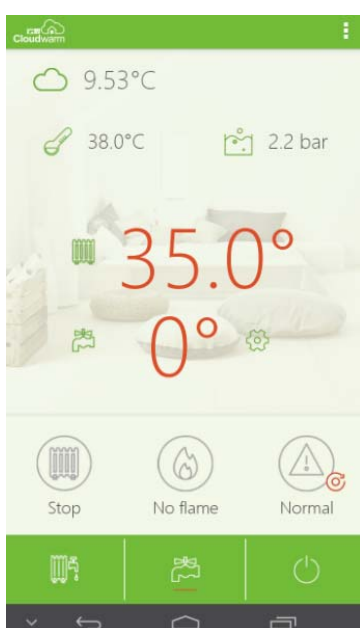 Cloudwarm
9.53°C
38.0°C
2.2 bar
35.0°
0°
Stop
No flame
Normal